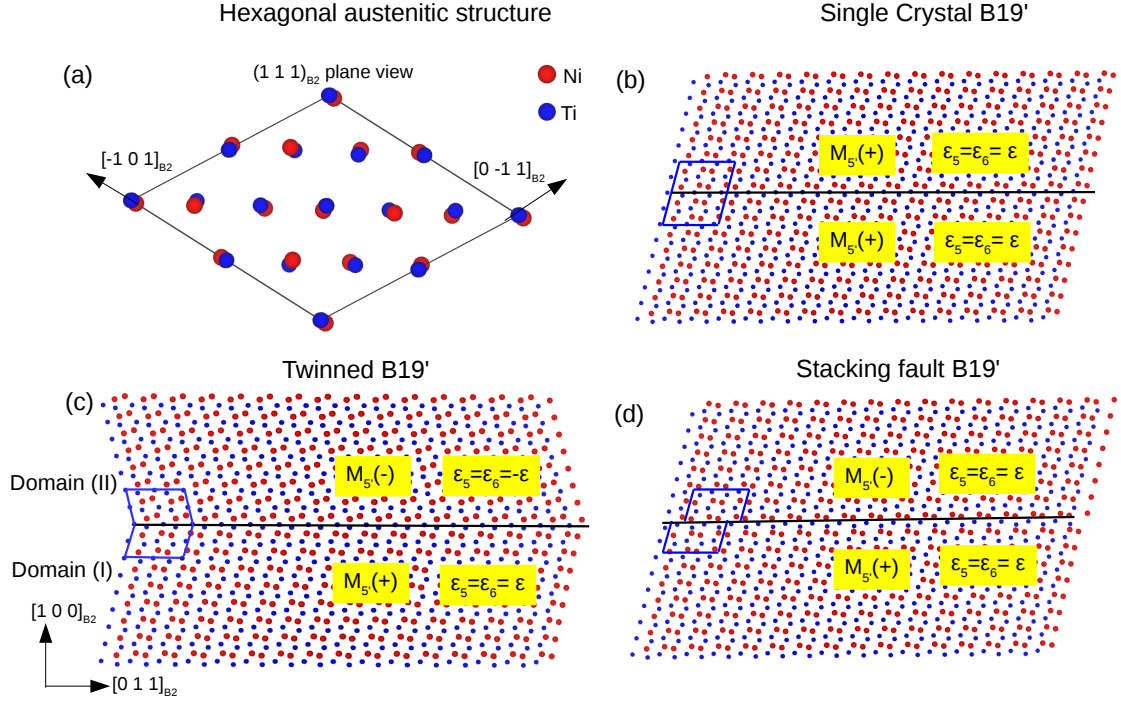 Hexagonal austenitic structure
(a)
(1 1 1)B2 plane view
Ni
Ti
[-1 0 1]B2
[0 -1 1]B2
Single Crystal B19'
(b)
M5'(+)
ε5=ε6= ε
M5'(+)
ε5=ε6= ε
Twinned B19'
(c)
M5'(-)
ε5=ε6=-ε
Domain (II)
Domain (I)
M5'(+)
ε5=ε6= ε
[1 0 0]B2
[0 1 1]B2
Stacking fault B19'
(d)
M5'(-)
ε5=ε6= ε
M5'(+)
ε5=ε6= ε